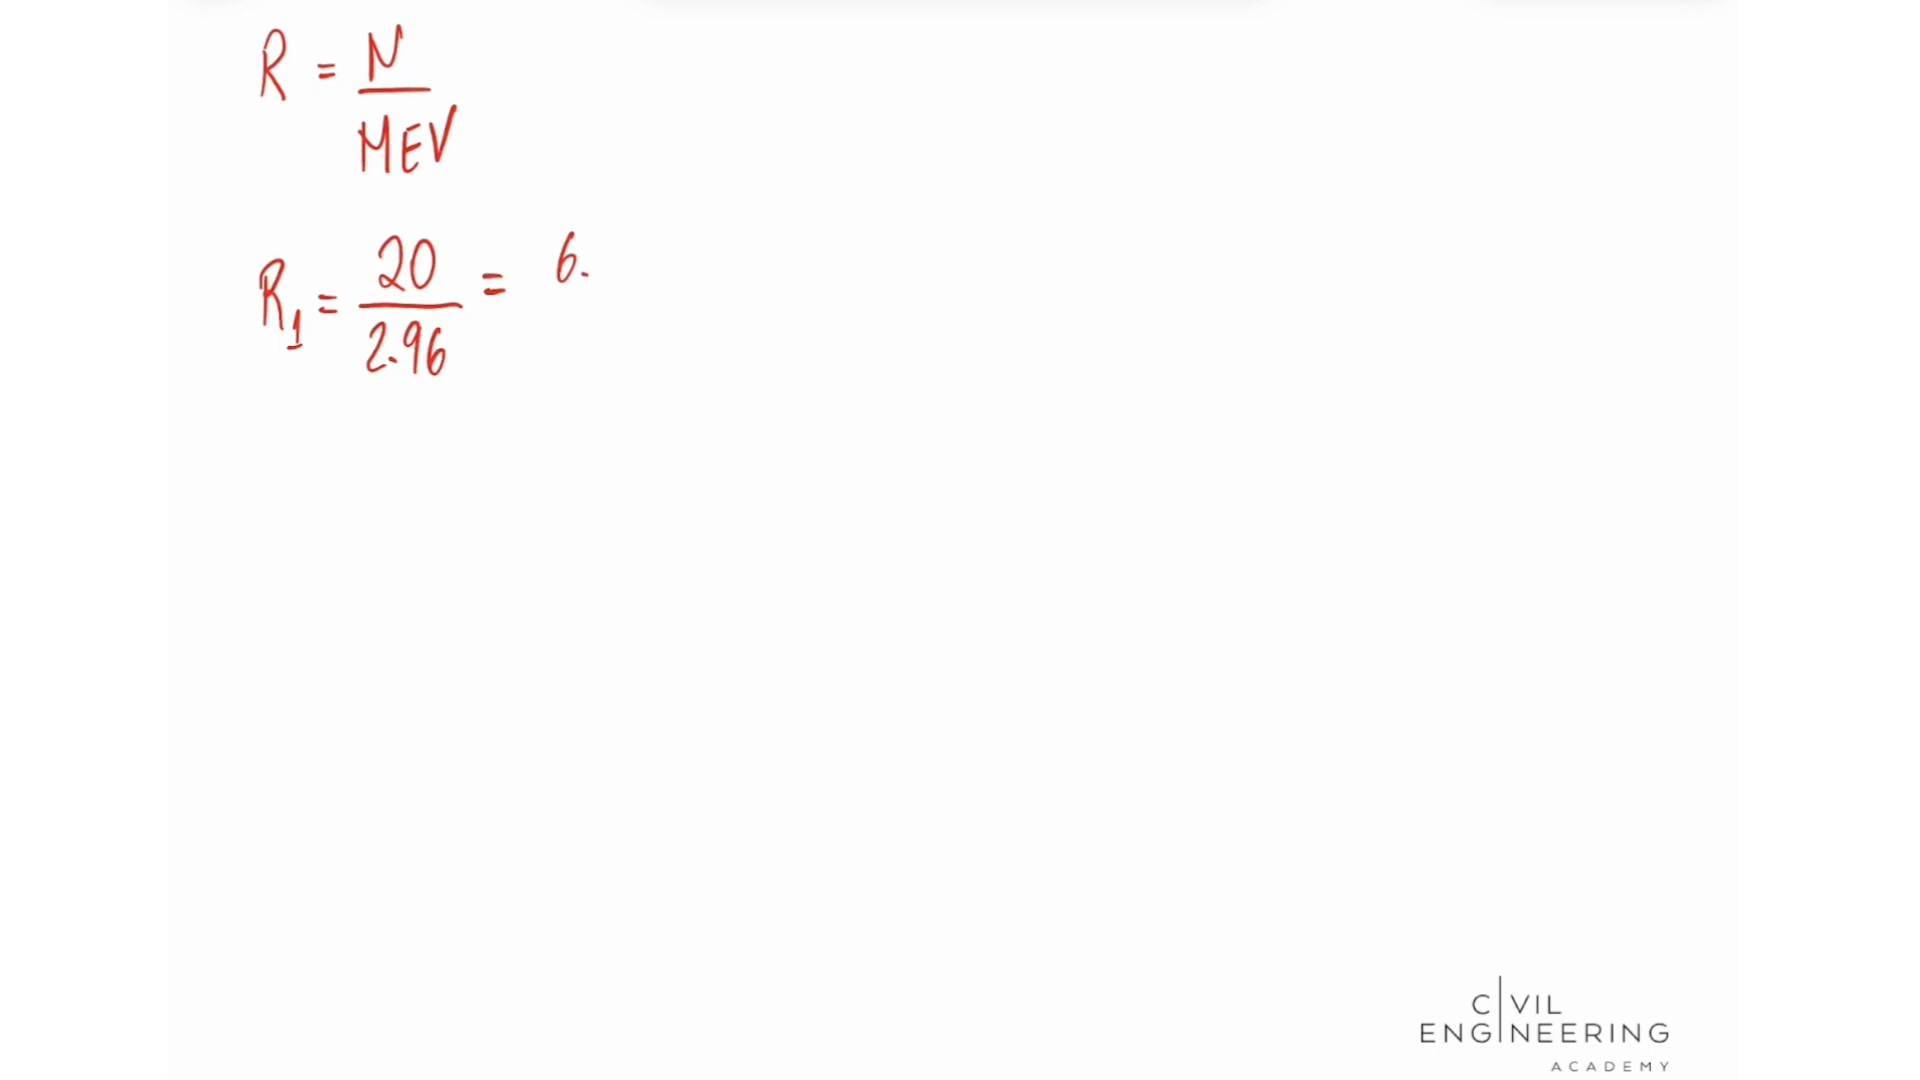 R = N / MEV
R1 = 20 / 2.96 = 6.
CIVIL
ENGINEERING
ACADEMY